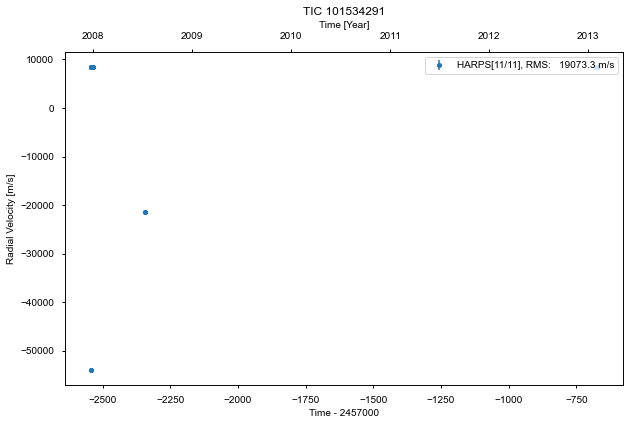 TIC 101534291
Time [Year]
2008 2009 2010 2011 2012 2013
HARPS[11/11], RMS: 19073.3 m/s
10000
0
−10000
−20000
−30000
−40000
−50000
Radial Velocity [m/s]
−2500 −2250 −2000 −1750 −1500 −1250 −1000 −750
Time - 2457000